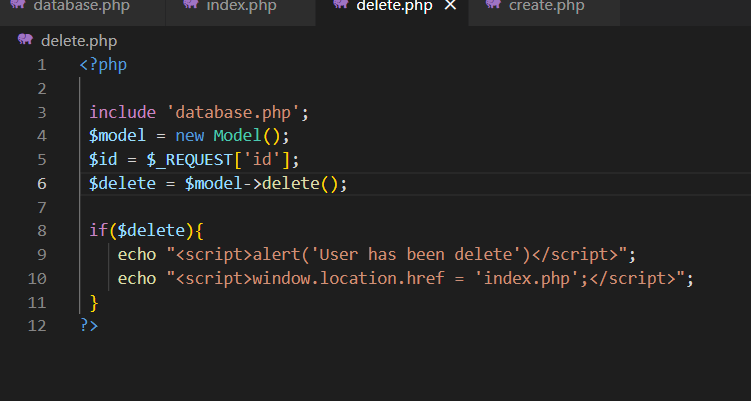 database.php index.php delete.php × create.php
delete.php
1 <?php
2
3 include 'database.php';
4 $model = new Model();
5 $id = $_REQUEST['id'];
6 $delete = $model->delete();
7
8 if($delete){
9 echo "<script>alert('User has been delete')</script>";
10 echo "<script>window.location.href = 'index.php';</script>";
11 }
12 ?>